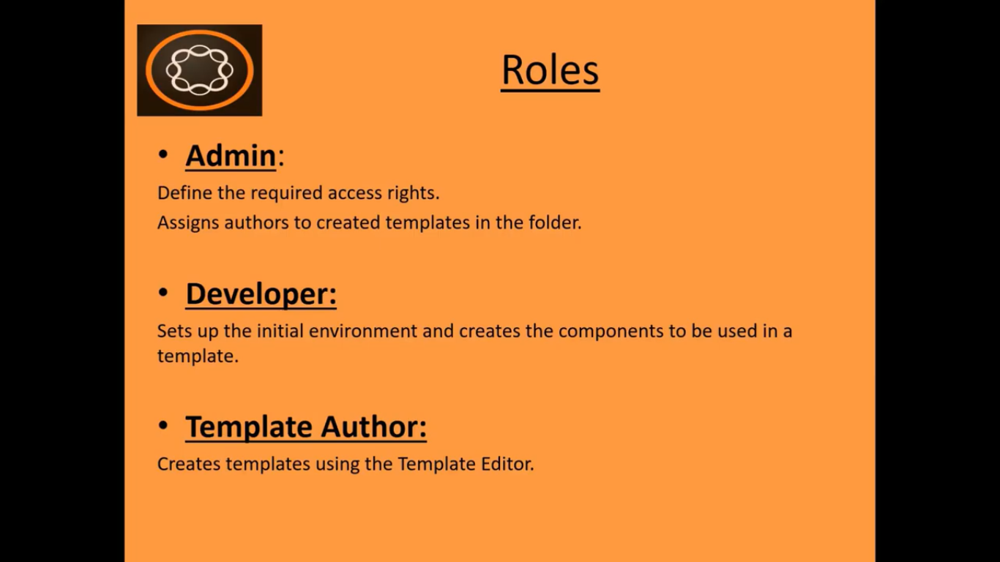 Roles
• Admin:
Define the required access rights.
Assigns authors to created templates in the folder.
• Developer:
Sets up the initial environment and creates the components to be used in a
template.
• Template Author:
Creates templates using the Template Editor.